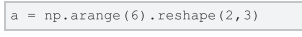 a = np.arange(6).reshape(2,3)